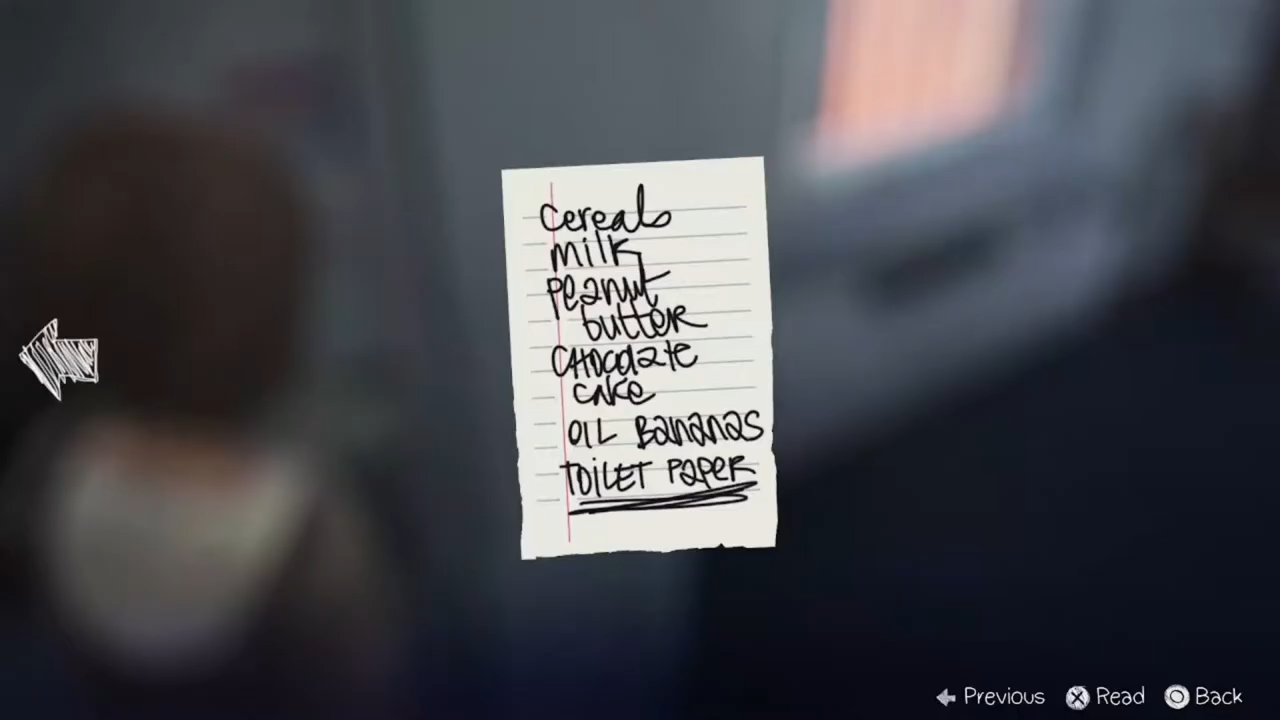 cereals
milk
peanut
butter
CHocolate
cake
OIL BANANAS
TOILET PAPER
Previous Read Back